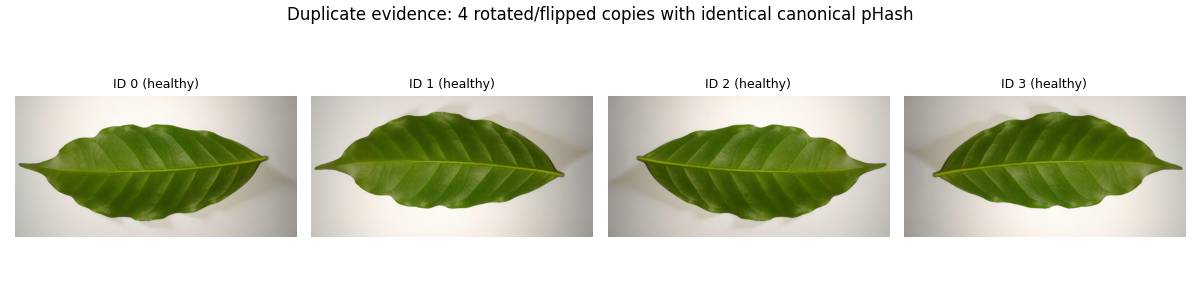 Duplicate evidence: 4 rotated/flipped copies with identical canonical pHash
ID 0 (healthy)
ID 1 (healthy)
ID 2 (healthy)
ID 3 (healthy)